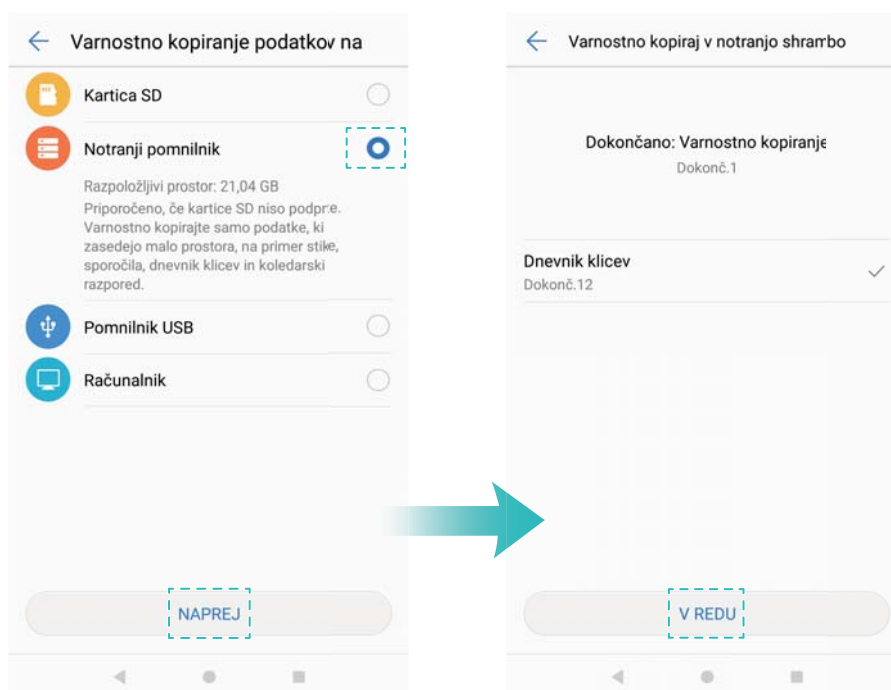 Varnostno kopiranje podatkov na
Kartica SD
Notranji pomnilnik
Razpoložljivi prostor: 21,04 GB
Priporočeno, če kartice SD niso podprte.
Varnostno kopirajte samo podatke, ki
zasedejo malo prostora, na primer stike,
sporočila, dnevnik klicev in koledarski
razpored.
Pomnilnik USB
Računalnik
NAPREJ
Varnostno kopiraj v notranjo shrambo
Dokončano: Varnostno kopiranje
Dokonč.1
Dnevnik klicev
Dokonč.12
V REDU